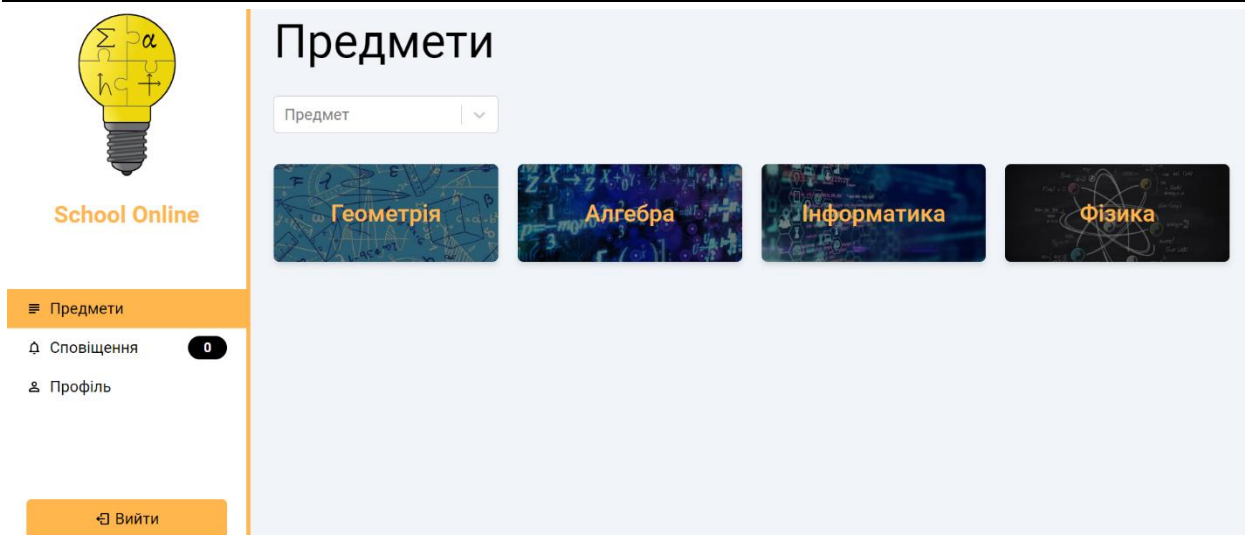 Σ α
ħ
School Online
Предмети
Сповіщення 0
Профіль
Вийти
Предмети
Предмет
Геометрія
Алгебра
Інформатика
Фізика